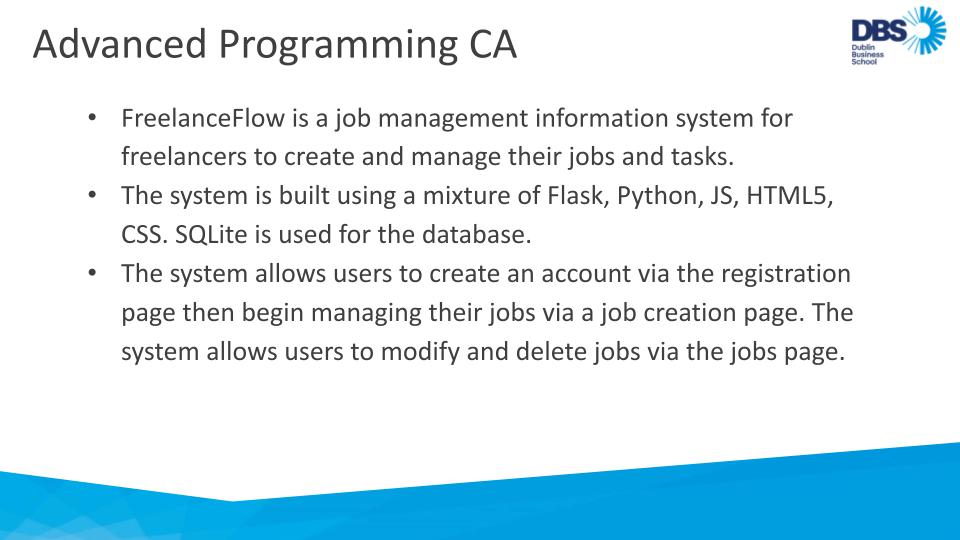 Advanced Programming CA
DBS
Dublin
Business
School
• FreelanceFlow is a job management information system for
freelancers to create and manage their jobs and tasks.
• The system is built using a mixture of Flask, Python, JS, HTML5,
CSS. SQLite is used for the database.
• The system allows users to create an account via the registration
page then begin managing their jobs via a job creation page. The
system allows users to modify and delete jobs via the jobs page.